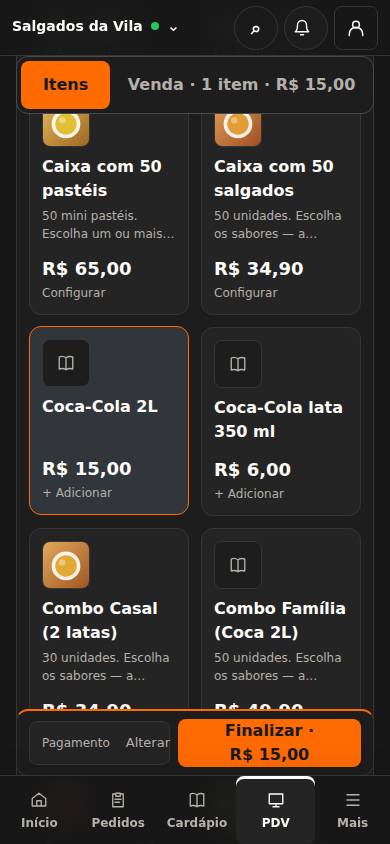 Salgados da Vila
Itens
Venda · 1 item · R$ 15,00
Caixa com 50
pastéis
50 mini pastéis.
Escolha um ou mais…
R$ 65,00
Configurar
Caixa com 50
salgados
50 unidades. Escolha
os sabores — a…
R$ 34,90
Configurar
Coca-Cola 2L
R$ 15,00
+ Adicionar
Coca-Cola lata
350 ml
R$ 6,00
+ Adicionar
Combo Casal
(2 latas)
30 unidades. Escolha
os sabores — a…
R$ 34,90
Combo Família
(Coca 2L)
50 unidades. Escolha
os sabores — a…
R$ 49,90
Pagamento
Alterar
Finalizar ·
R$ 15,00
Início
Pedidos
Cardápio
PDV
Mais